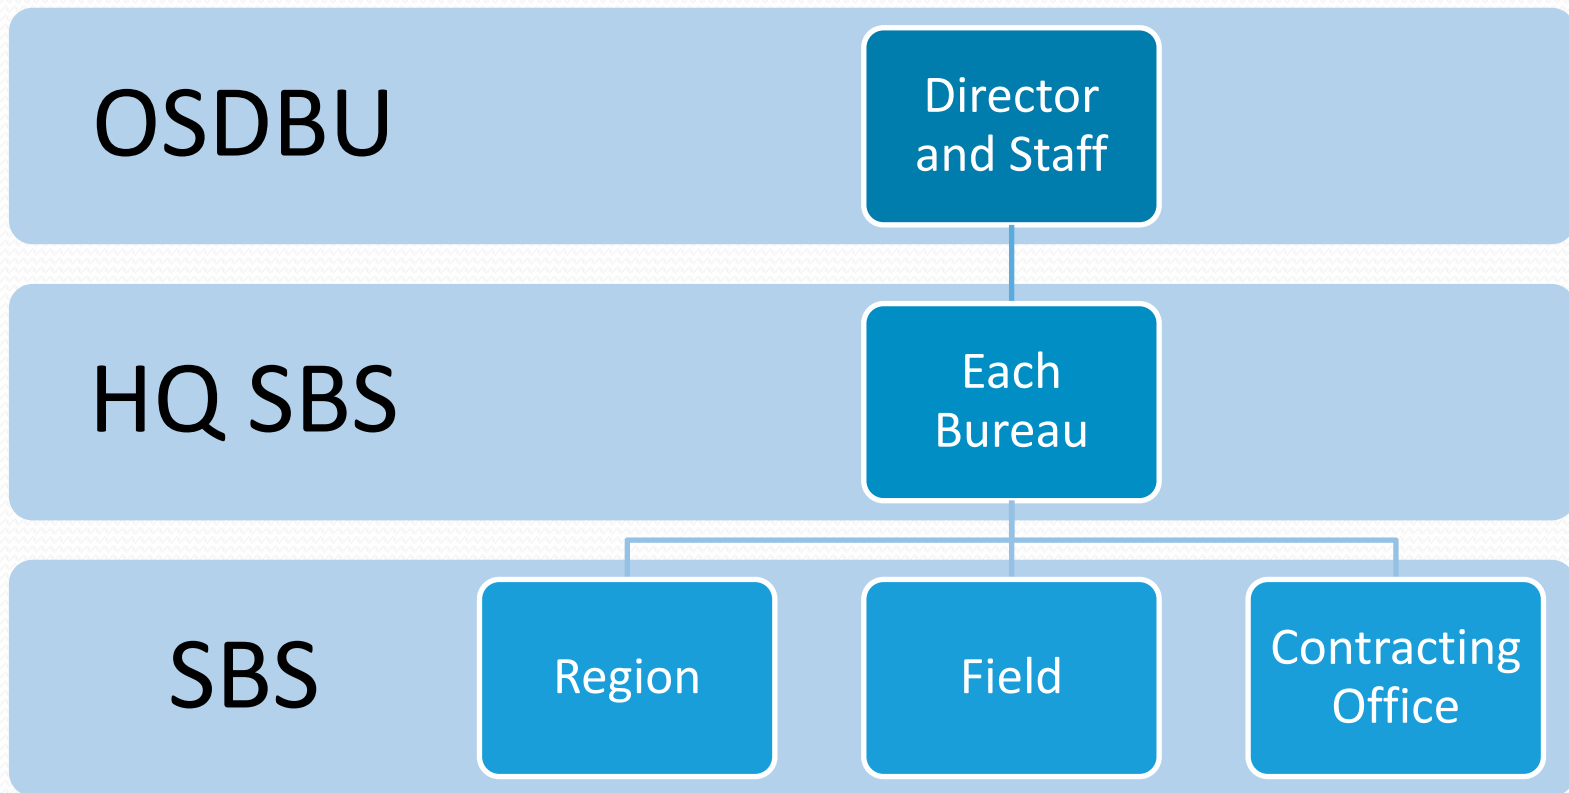 OSDBU
Director
and Staff
HQ SBS
Each
Bureau
SBS
Region
Field
Contracting
Office